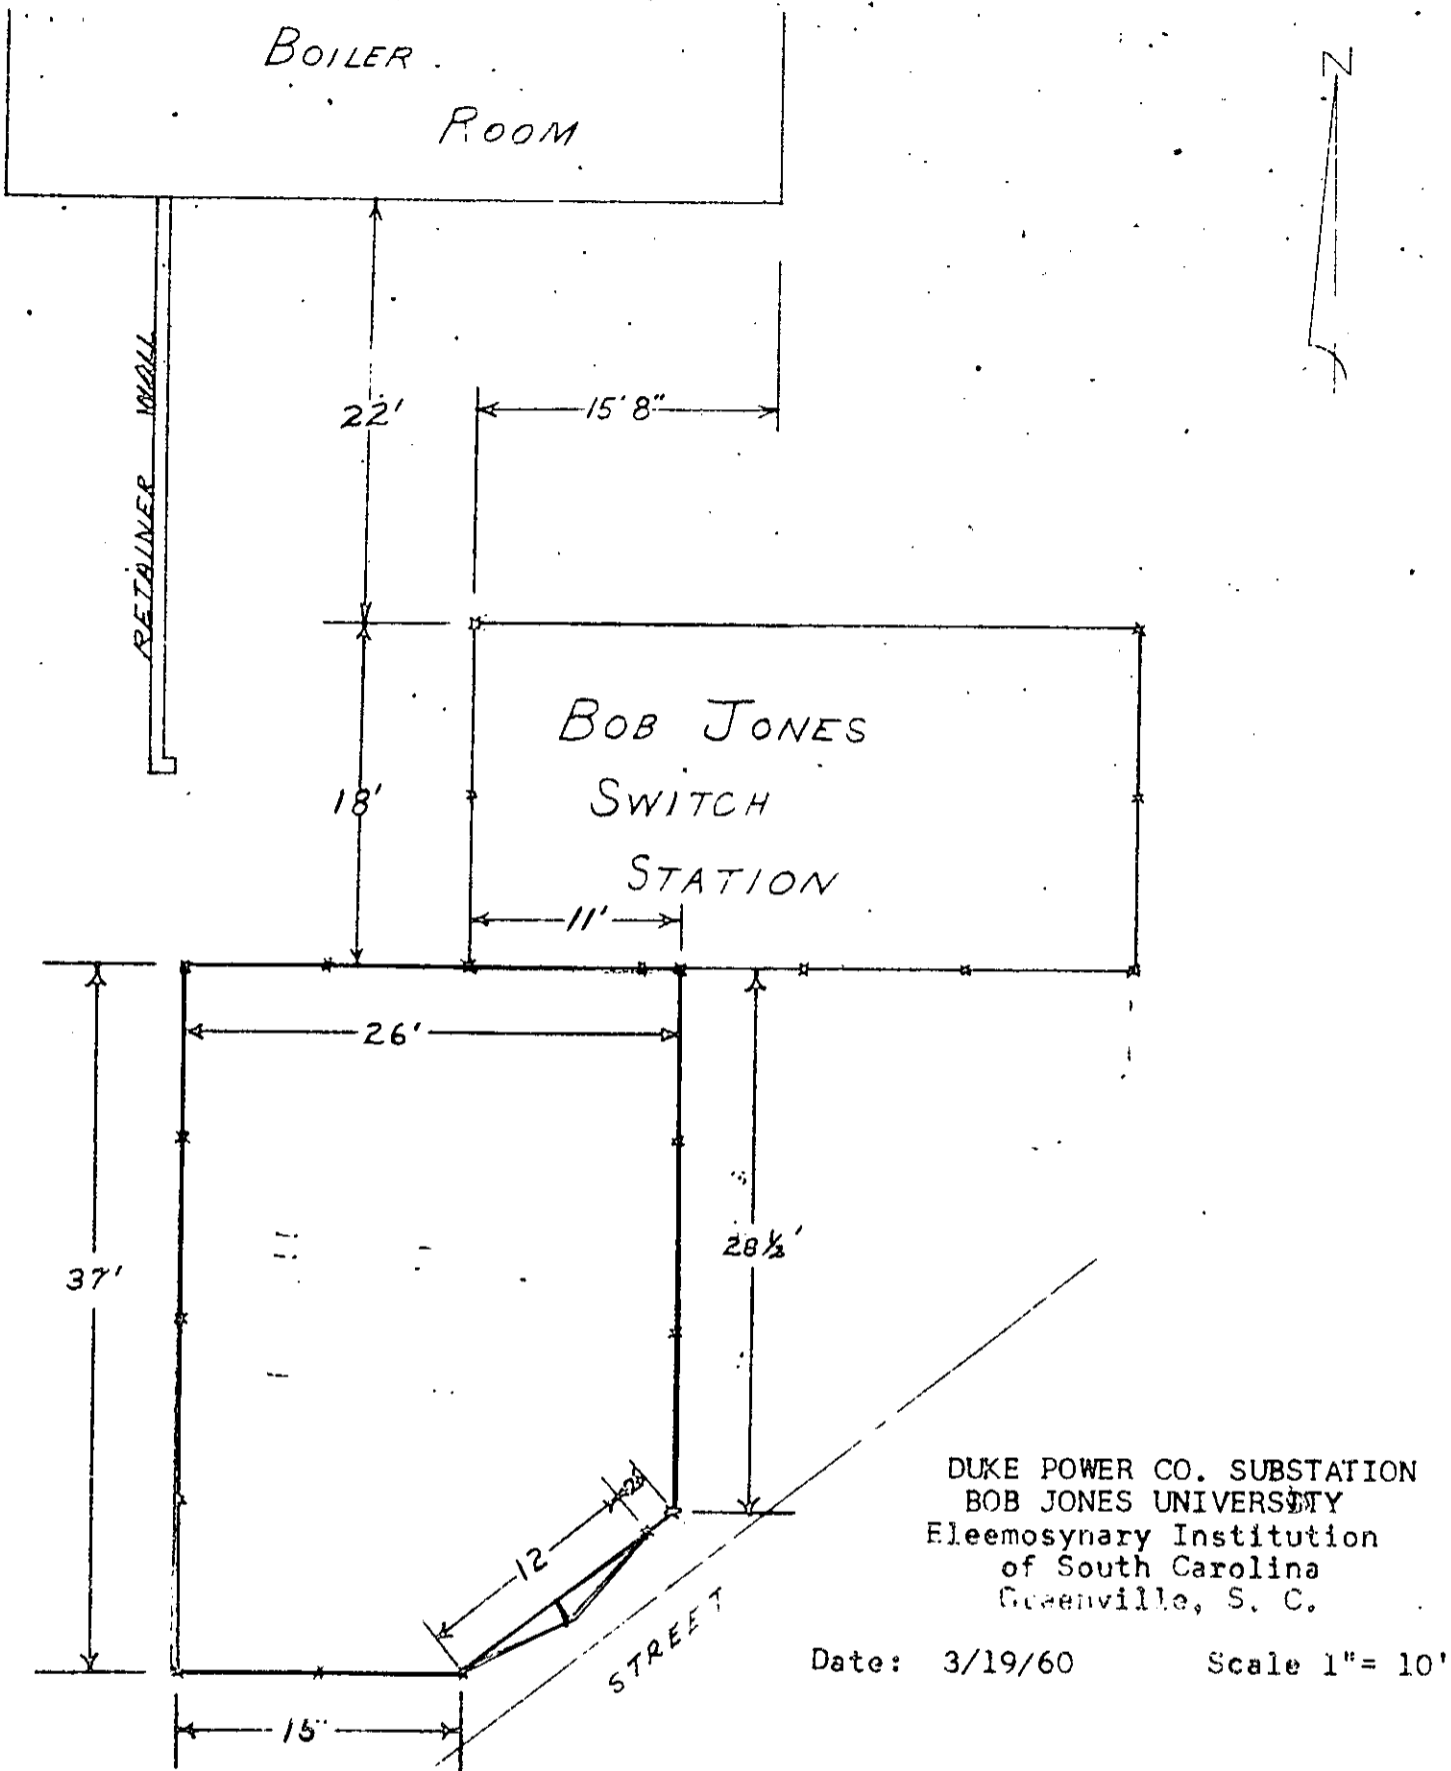 BOILER
ROOM
N
RETAINER WALL
22'
15'8"
BOB JONES
SWITCH
STATION
18'
11'
26'
37'
28½'
2'
12
STREET
15'
DUKE POWER CO. SUBSTATION
BOB JONES UNIVERSITY
Eleemosynary Institution
of South Carolina
Greenville, S. C.
Date: 3/19/60 Scale 1"= 10'